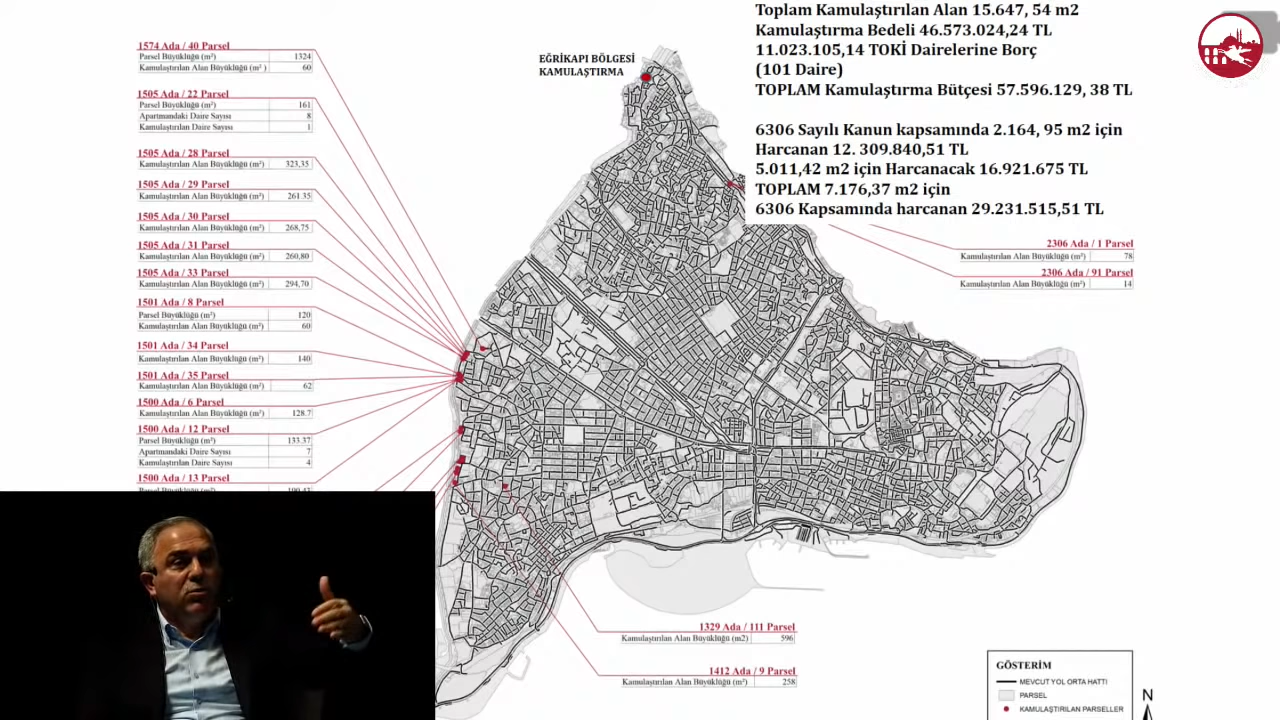 Toplam Kamulaştırılan Alan 15.647, 54 m2
Kamulaştırma Bedeli 46.573.024,24 TL
11.023.105,14 TOKİ Dairelerine Borç
(101 Daire)
TOPLAM Kamulaştırma Bütçesi 57.596.129, 38 TL
6306 Sayılı Kanun kapsamında 2.164, 95 m2 için
Harcanan 12. 309.840,51 TL
5.011,42 m2 için Harcanacak 16.921.675 TL
TOPLAM 7.176,37 m2 için
6306 Kapsamında harcanan 29.231.515,51 TL
EĞRİKAPI BÖLGESİ
KAMULAŞTIRMA
1574 Ada / 40 Parsel
Parsel Büyüklüğü (m²) 1324
Kamulaştırılan Alan Büyüklüğü (m² ) 60
1505 Ada / 22 Parsel
Parsel Büyüklüğü (m²) 161
Apartmandaki Daire Sayısı 8
Kamulaştırılan Daire Sayısı 1
1505 Ada / 28 Parsel
Kamulaştırılan Alan Büyüklüğü (m²) 323,35
1505 Ada / 29 Parsel
Kamulaştırılan Alan Büyüklüğü (m²) 261.35
1505 Ada / 30 Parsel
Kamulaştırılan Alan Büyüklüğü (m²) 268,75
1505 Ada / 31 Parsel
Kamulaştırılan Alan Büyüklüğü (m²) 260,80
1505 Ada / 33 Parsel
Kamulaştırılan Alan Büyüklüğü (m²) 294,70
1501 Ada / 8 Parsel
Parsel Büyüklüğü (m²) 120
Kamulaştırılan Alan Büyüklüğü (m²) 60
1501 Ada / 34 Parsel
Kamulaştırılan Alan Büyüklüğü (m²) 140
1501 Ada / 35 Parsel
Kamulaştırılan Alan Büyüklüğü (m²) 62
1500 Ada / 6 Parsel
Kamulaştırılan Alan Büyüklüğü (m²) 128.7
1500 Ada / 12 Parsel
Parsel Büyüklüğü (m²) 133.37
Apartmandaki Daire Sayısı 7
Kamulaştırılan Daire Sayısı 4
1500 Ada / 13 Parsel
2306 Ada / 1 Parsel
Kamulaştırılan Alan Büyüklüğü (m²) 78
2306 Ada / 91 Parsel
Kamulaştırılan Alan Büyüklüğü (m²) 14
1329 Ada / 111 Parsel
Kamulaştırılan Alan Büyüklüğü (m2) 596
1412 Ada / 9 Parsel
Kamulaştırılan Alan Büyüklüğü (m²) 258
GÖSTERİM
MEVCUT YOL ORTA HATTI
PARSEL
KAMULAŞTIRILAN PARSELLER
N